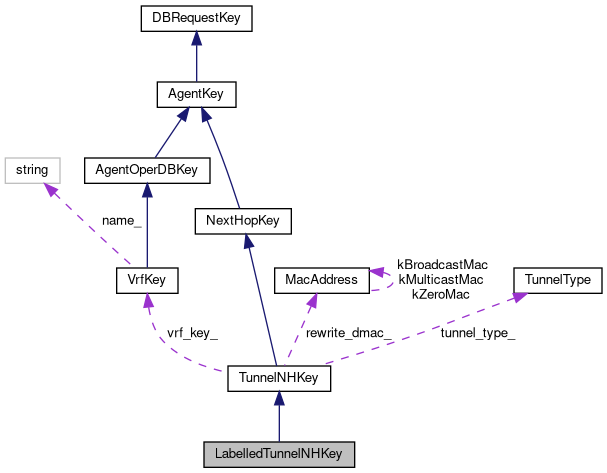 DBRequestKey
AgentKey
string
AgentOperDBKey
name_
NextHopKey
VrfKey
MacAddress
kBroadcastMac
kMulticastMac
kZeroMac
TunnelType
vrf_key_
rewrite_dmac_
tunnel_type_
TunnelNHKey
LabelledTunnelNHKey